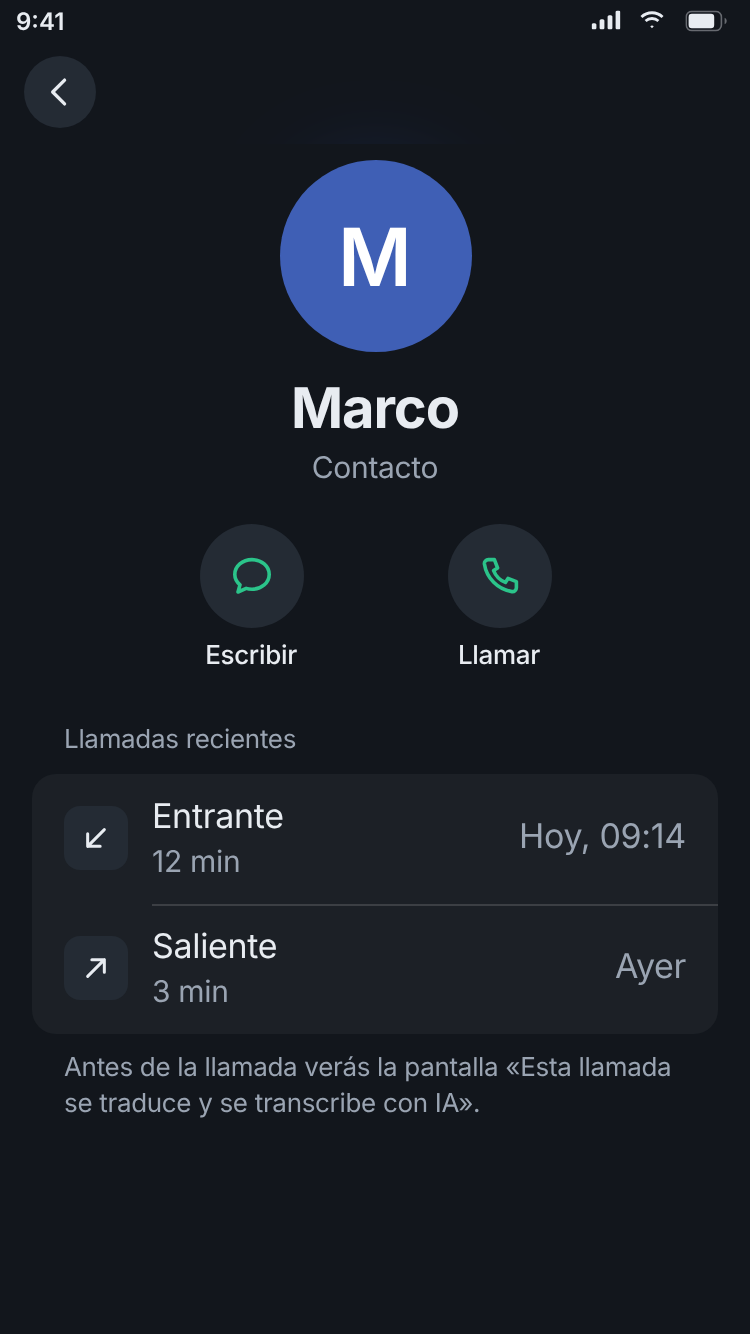 9:41
M
Marco
Contacto
Escribir
Llamar
Llamadas recientes
Entrante
12 min
Hoy, 09:14
Saliente
3 min
Ayer
Antes de la llamada verás la pantalla «Esta llamada
se traduce y se transcribe con IA».